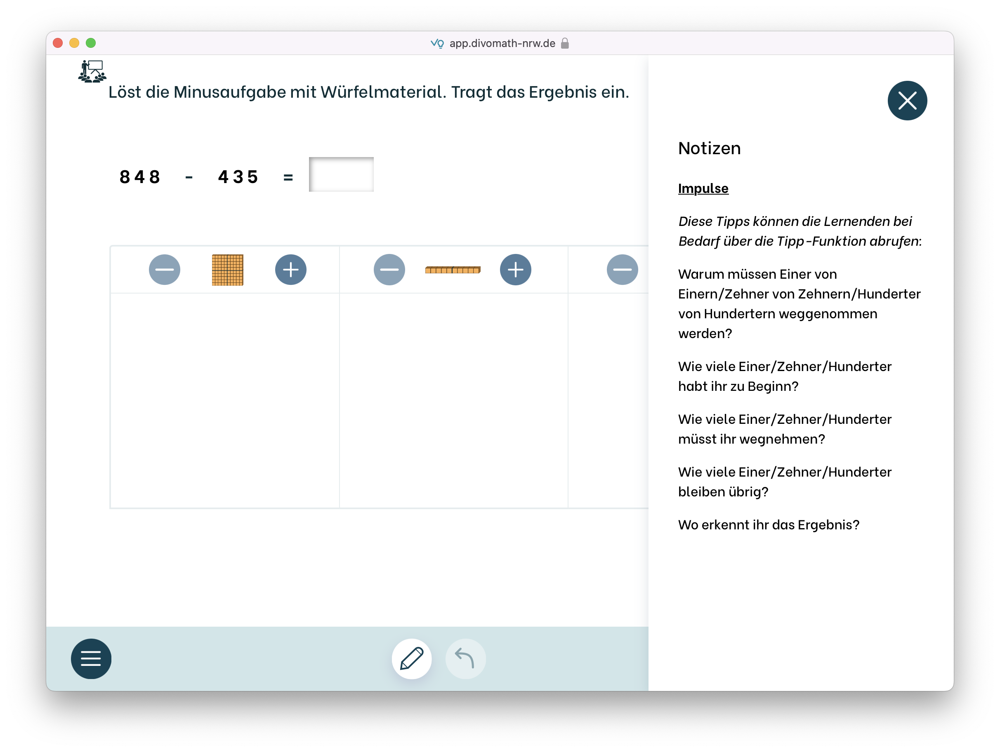 app.divomath-nrw.de
Löst die Minusaufgabe mit Würfelmaterial. Tragt das Ergebnis ein.
848 - 435 =
Notizen
Impulse
Diese Tipps können die Lernenden bei
Bedarf über die Tipp-Funktion abrufen:
Warum müssen Einer von
Einern/Zehner von Zehnern/Hunderter
von Hundertern weggenommen
werden?
Wie viele Einer/Zehner/Hunderter
habt ihr zu Beginn?
Wie viele Einer/Zehner/Hunderter
müsst ihr wegnehmen?
Wie viele Einer/Zehner/Hunderter
bleiben übrig?
Wo erkennt ihr das Ergebnis?